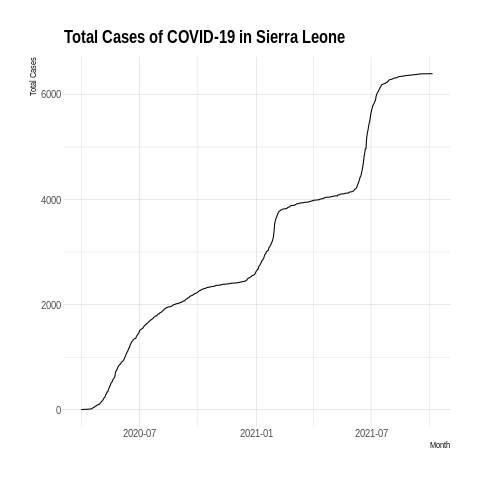 Total Cases of COVID-19 in Sierra Leone
Total Cases
6000
4000
2000
0
2020-07
2021-01
2021-07
Month